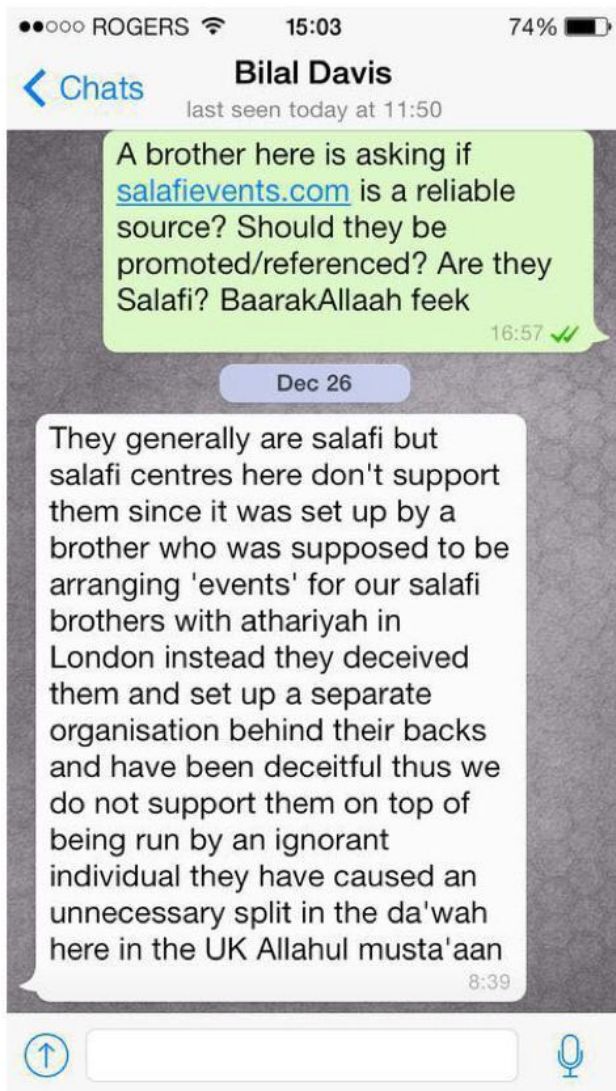 ROGERS 15:03 74%
Chats Bilal Davis
last seen today at 11:50
A brother here is asking if
salafievents.com is a reliable
source? Should they be
promoted/referenced? Are they
Salafi? BaarakAllaah feek
16:57
Dec 26
They generally are salafi but
salafi centres here don't support
them since it was set up by a
brother who was supposed to be
arranging 'events' for our salafi
brothers with athariyah in
London instead they deceived
them and set up a separate
organisation behind their backs
and have been deceitful thus we
do not support them on top of
being run by an ignorant
individual they have caused an
unnecessary split in the da'wah
here in the UK Allahul musta'aan
8:39